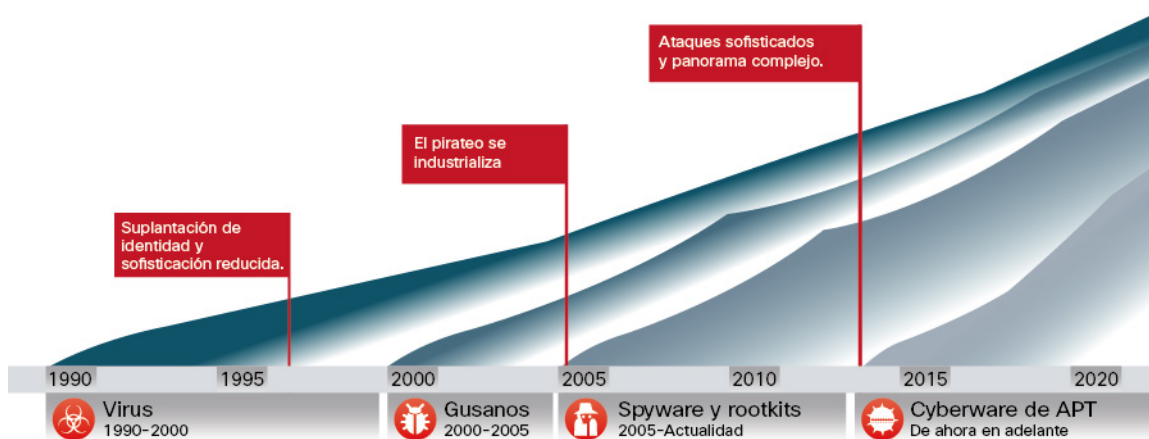 Ataques sofisticados
y panorama complejo.
El pirateo se
industrializa
Suplantación de
identidad y
sofisticación reducida.
1990
1995
2000
2005
2010
2015
2020
Virus
1990-2000
Gusanos
2000-2005
Spyware y rootkits
2005-Actualidad
Cyberware de APT
De ahora en adelante